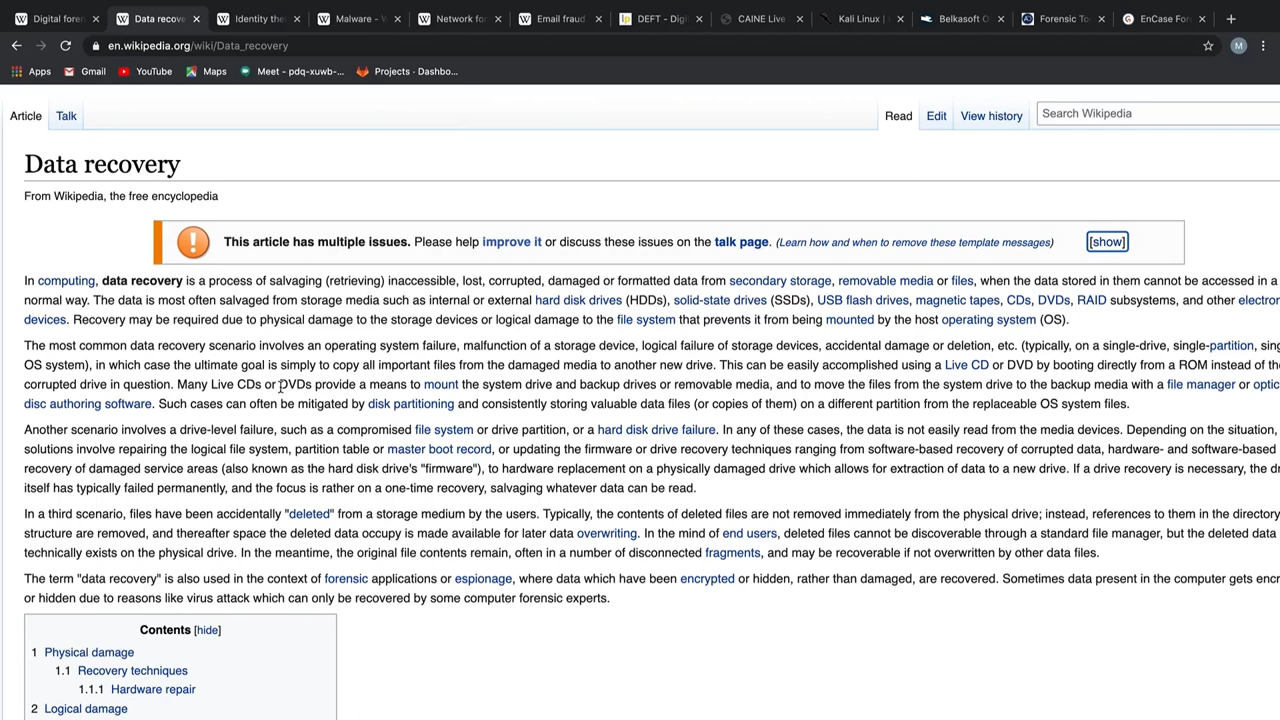 Digital foren
Data recove
Identity the
Malware - W
Network fo
Email fraud
DEFT - Digi
CAINE Live
Kali Linux |
Belkasoft
Forensic To
EnCase For
en.wikipedia.org/wiki/Data_recovery
M
Apps
Gmail
YouTube
Maps
Meet - pdq-xuwb-...
Projects · Dashbo...
Article
Talk
Read
Edit
View history
Search Wikipedia
Data recovery
From Wikipedia, the free encyclopedia
This article has multiple issues. Please help improve it or discuss these issues on the talk page. (Learn how and when to remove these template messages)
[show]
In computing, data recovery is a process of salvaging (retrieving) inaccessible, lost, corrupted, damaged or formatted data from secondary storage, removable media or files, when the data stored in them cannot be accessed in a
normal way. The data is most often salvaged from storage media such as internal or external hard disk drives (HDDs), solid-state drives (SSDs), USB flash drives, magnetic tapes, CDs, DVDs, RAID subsystems, and other electron
devices. Recovery may be required due to physical damage to the storage devices or logical damage to the file system that prevents it from being mounted by the host operating system (OS).
The most common data recovery scenario involves an operating system failure, malfunction of a storage device, logical failure of storage devices, accidental damage or deletion, etc. (typically, on a single-drive, single-partition, sing
OS system), in which case the ultimate goal is simply to copy all important files from the damaged media to another new drive. This can be easily accomplished using a Live CD or DVD by booting directly from a ROM instead of th
corrupted drive in question. Many Live CDs or DVDs provide a means to mount the system drive and backup drives or removable media, and to move the files from the system drive to the backup media with a file manager or optic
disc authoring software. Such cases can often be mitigated by disk partitioning and consistently storing valuable data files (or copies of them) on a different partition from the replaceable OS system files.
Another scenario involves a drive-level failure, such as a compromised file system or drive partition, or a hard disk drive failure. In any of these cases, the data is not easily read from the media devices. Depending on the situation,
solutions involve repairing the logical file system, partition table or master boot record, or updating the firmware or drive recovery techniques ranging from software-based recovery of corrupted data, hardware- and software-based
recovery of damaged service areas (also known as the hard disk drive's "firmware"), to hardware replacement on a physically damaged drive which allows for extraction of data to a new drive. If a drive recovery is necessary, the dr
itself has typically failed permanently, and the focus is rather on a one-time recovery, salvaging whatever data can be read.
In a third scenario, files have been accidentally "deleted" from a storage medium by the users. Typically, the contents of deleted files are not removed immediately from the physical drive; instead, references to them in the directory
structure are removed, and thereafter space the deleted data occupy is made available for later data overwriting. In the mind of end users, deleted files cannot be discoverable through a standard file manager, but the deleted data
technically exists on the physical drive. In the meantime, the original file contents remain, often in a number of disconnected fragments, and may be recoverable if not overwritten by other data files.
The term "data recovery" is also used in the context of forensic applications or espionage, where data which have been encrypted or hidden, rather than damaged, are recovered. Sometimes data present in the computer gets encr
or hidden due to reasons like virus attack which can only be recovered by some computer forensic experts.
Contents [hide]
1 Physical damage
1.1 Recovery techniques
1.1.1 Hardware repair
2 Logical damage